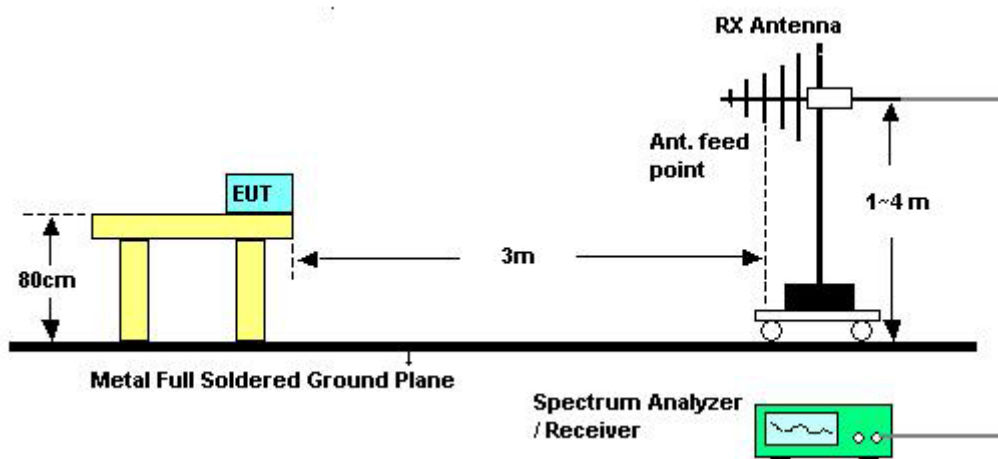 RX Antenna
Ant. feed
point
EUT
1~4 m
3m
80cm
Metal Full Soldered Ground Plane
Spectrum Analyzer
/ Receiver